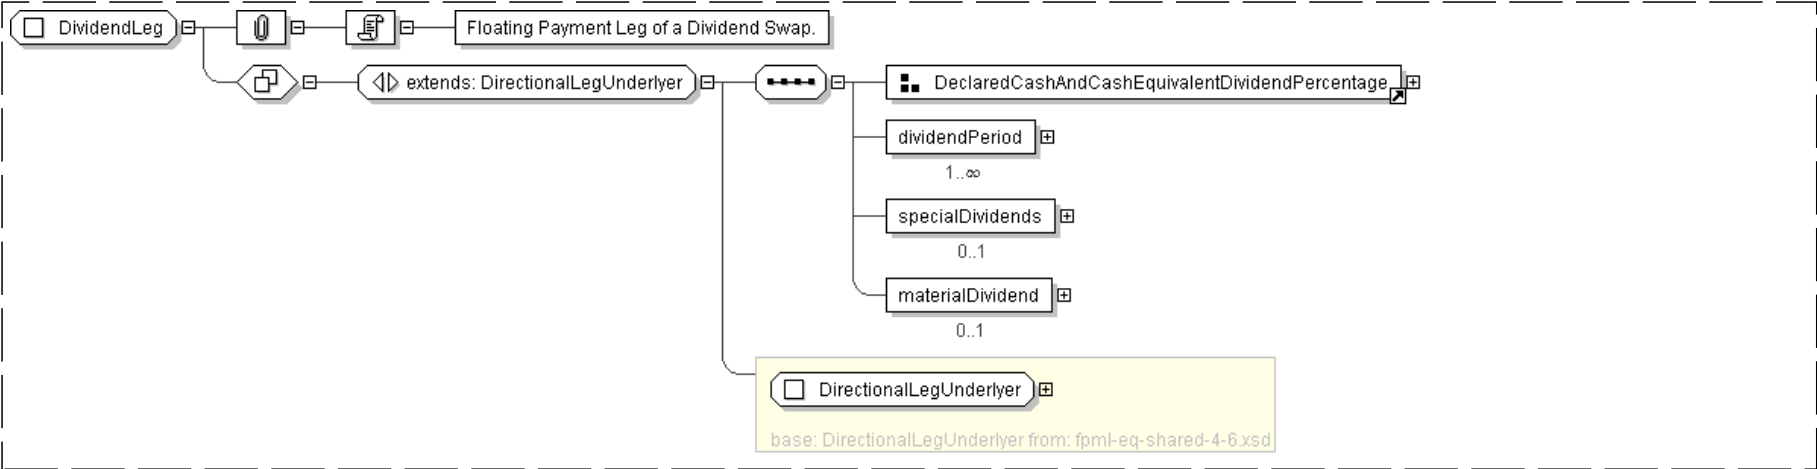 DividendLeg
Floating Payment Leg of a Dividend Swap.
extends: DirectionalLegUnderlyer
DeclaredCashAndCashEquivalentDividendPercentage
dividendPeriod
1..∞
specialDividends
0..1
materialDividend
0..1
DirectionalLegUnderlyer
base: DirectionalLegUnderlyer from: fpml-eq-shared-4-6.xsd